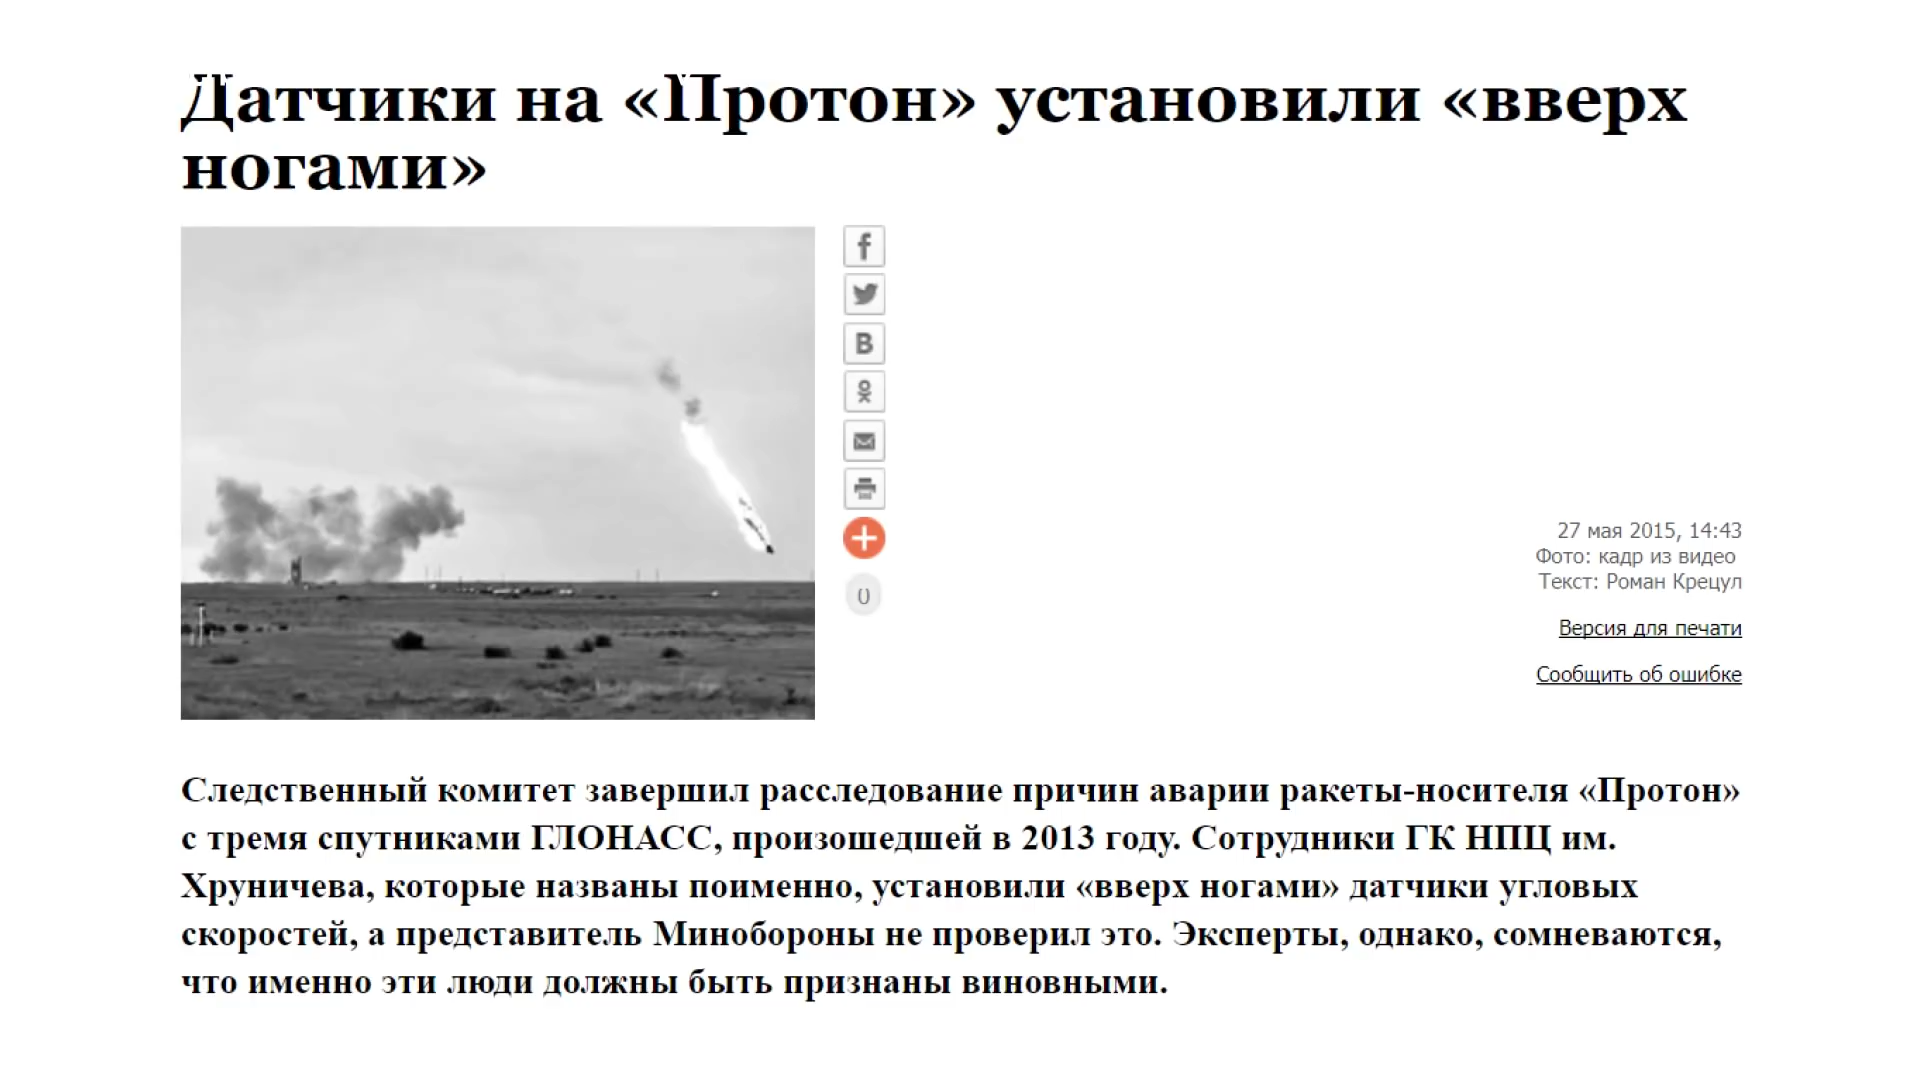 Датчики на «Протон» установили «вверх
ногами»
f
B
0
27 мая 2015, 14:43
Фото: кадр из видео
Текст: Роман Крецул
Версия для печати
Сообщить об ошибке
Следственный комитет завершил расследование причин аварии ракеты-носителя «Протон»
с тремя спутниками ГЛОНАСС, произошедшей в 2013 году. Сотрудники ГК НПЦ им.
Хруничева, которые названы поименно, установили «вверх ногами» датчики угловых
скоростей, а представитель Минобороны не проверил это. Эксперты, однако, сомневаются,
что именно эти люди должны быть признаны виновными.